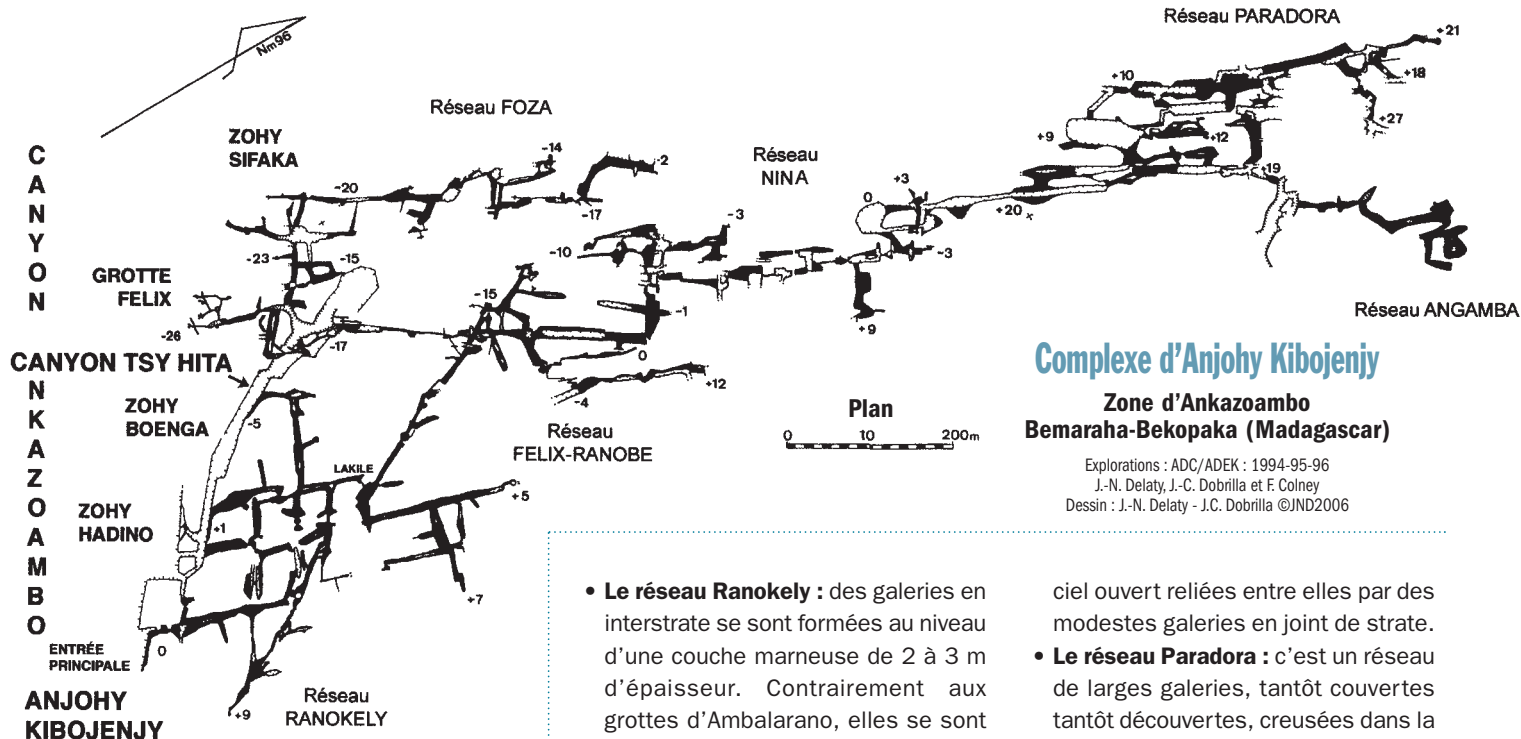 Réseau PARADORA
Nm96
+21
+18
+10
+27
Réseau FOZA
ZOHY
SIFAKA
-14
-2
+9
+12
Réseau
NINA
-20
+3
+19
0
-17
+20
-3
-10
-23
-15
-3
GROTTE
FELIX
-15
-1
+9
-26
-17
Réseau ANGAMBA
0
CANYON TSY HITA
+12
-4
ZOHY
BOENGA
-5
Réseau
FELIX-RANOBE
CANYON
ANKAZOAMBO
LAKILE
+5
ZOHY
HADINO
+1
+7
0
ENTRÉE
PRINCIPALE
ANJOHY
KIBOJENJY
+9
Réseau
RANOKELY
Plan
0 10 200m
Complexe d'Anjohy Kibojenjy
Zone d'Ankazoambo
Bemaraha-Bekopaka (Madagascar)
Explorations : ADC/ADEK : 1994-95-96
J.-N. Delaty, J.-C. Dobrilla et F. Colney
Dessin : J.-N. Delaty - J.C. Dobrilla ©JND2006
• Le réseau Ranokely : des galeries en
interstrate se sont formées au niveau
d'une couche marneuse de 2 à 3 m
d'épaisseur. Contrairement aux
grottes d'Ambalarano, elles se sont
ciel ouvert reliées entre elles par des
modestes galeries en joint de strate.
• Le réseau Paradora : c'est un réseau
de larges galeries, tantôt couvertes
tantôt découvertes, creusées dans la